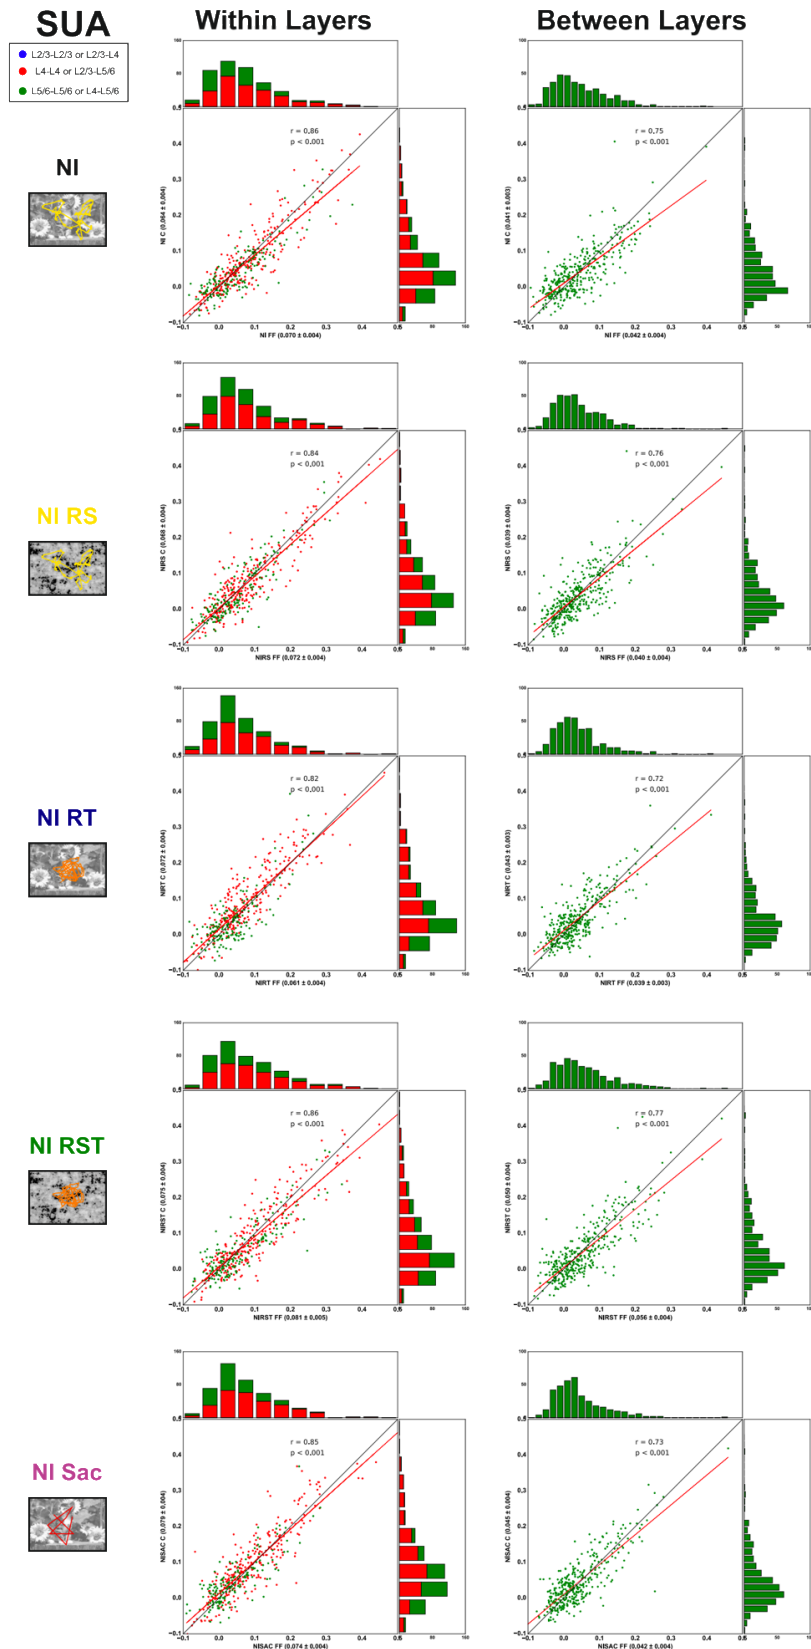 SUA
Within Layers
Between Layers
L2/3-L2/3 or L2/3-L4
L4-L4 or L2/3-L5/6
L5/6-L5/6 or L4-L5/6
NI
r = 0.86
p < 0.001
NI C (0.064 ± 0.004)
NI FF (0.070 ± 0.004)
r = 0.75
p < 0.001
NI C (0.041 ± 0.003)
NI FF (0.042 ± 0.004)
NI RS
r = 0.84
p < 0.001
NIRS C (0.068 ± 0.004)
NIRS FF (0.072 ± 0.004)
r = 0.76
p < 0.001
NIRS C (0.039 ± 0.004)
NIRS FF (0.040 ± 0.004)
NI RT
r = 0.82
p < 0.001
NIRT C (0.072 ± 0.004)
NIRT FF (0.061 ± 0.004)
r = 0.72
p < 0.001
NIRT C (0.043 ± 0.003)
NIRT FF (0.039 ± 0.003)
NI RST
r = 0.86
p < 0.001
NIRST C (0.075 ± 0.004)
NIRST FF (0.081 ± 0.005)
r = 0.77
p < 0.001
NIRST C (0.050 ± 0.004)
NIRST FF (0.056 ± 0.004)
NI Sac
r = 0.85
p < 0.001
NISAC C (0.079 ± 0.004)
NISAC FF (0.074 ± 0.004)
r = 0.73
p < 0.001
NISAC C (0.045 ± 0.004)
NISAC FF (0.042 ± 0.004)